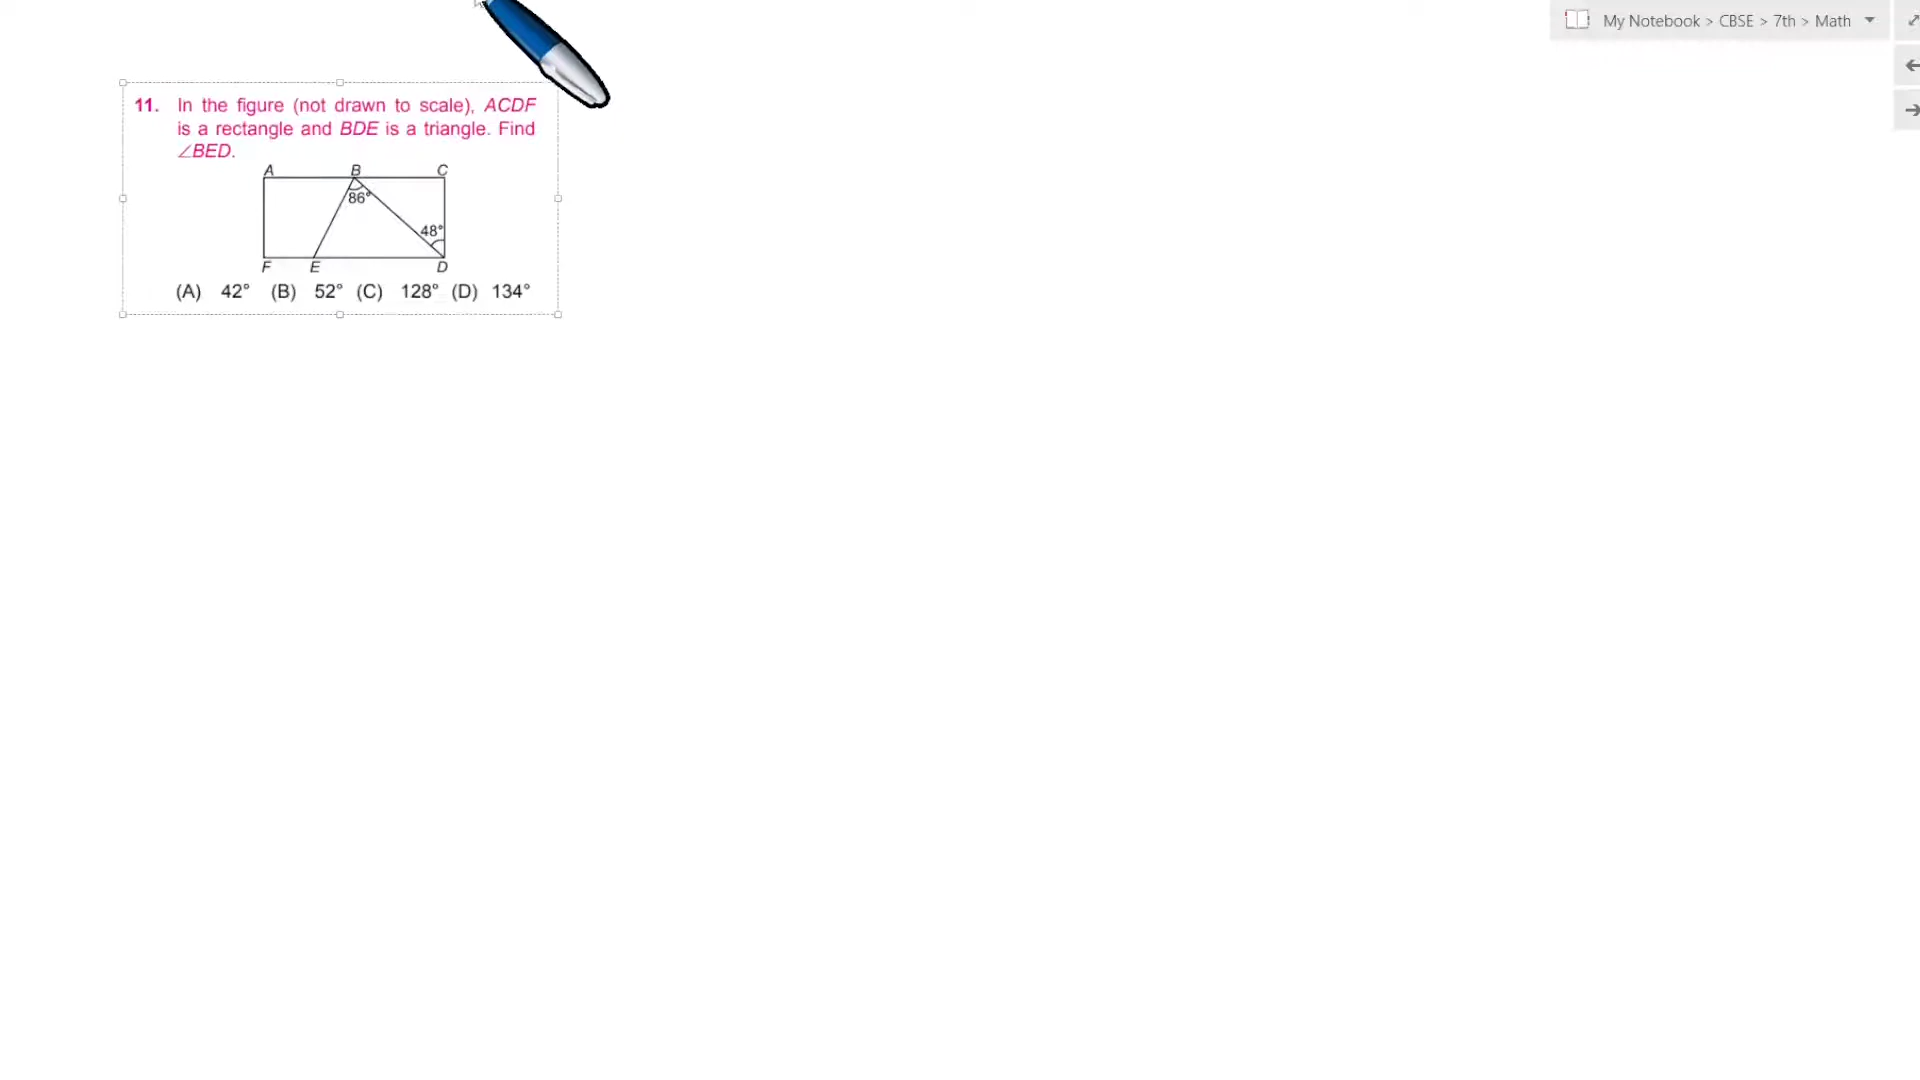 My Notebook > CBSE > 7th > Math
11. In the figure (not drawn to scale), ACDF
is a rectangle and BDE is a triangle. Find
∠BED.
A B C
86°
48°
F E D
(A) 42° (B) 52° (C) 128° (D) 134°